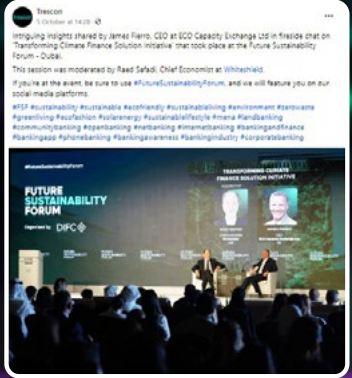 Trescon
5 October at 14:28
Intriguing insights shared by James Fierro, CEO at ECO Capacity Exchange Ltd in fireside chat on
'Transforming Climate Finance Solution Initiative' that took place at the Future Sustainability
Forum - Dubai.
This session was moderated by Raed Safadi, Chief Economist at Whiteshield.
If you're at the event, be sure to use #FutureSustainabilityForum, and we will feature you on our
social media platforms.
#FSF #sustainability #sustainable #ecofriendly #sustainableliving #environment #zerowaste
#greenliving #ecofashion #solarenergy #sustainablelifestyle #mena #landbanking
#communitybanking #openbanking #netbanking #internetbanking #bankingandfinance
#bankingapp #phonebanking #bankingawareness #bankingindustry #corporatebanking
#FutureSustainabilityForum
TRANSFORMING CLIMATE
FINANCE SOLUTION INITIATIVE
FUTURE
SUSTAINABILITY
FORUM
Organised by DIFC